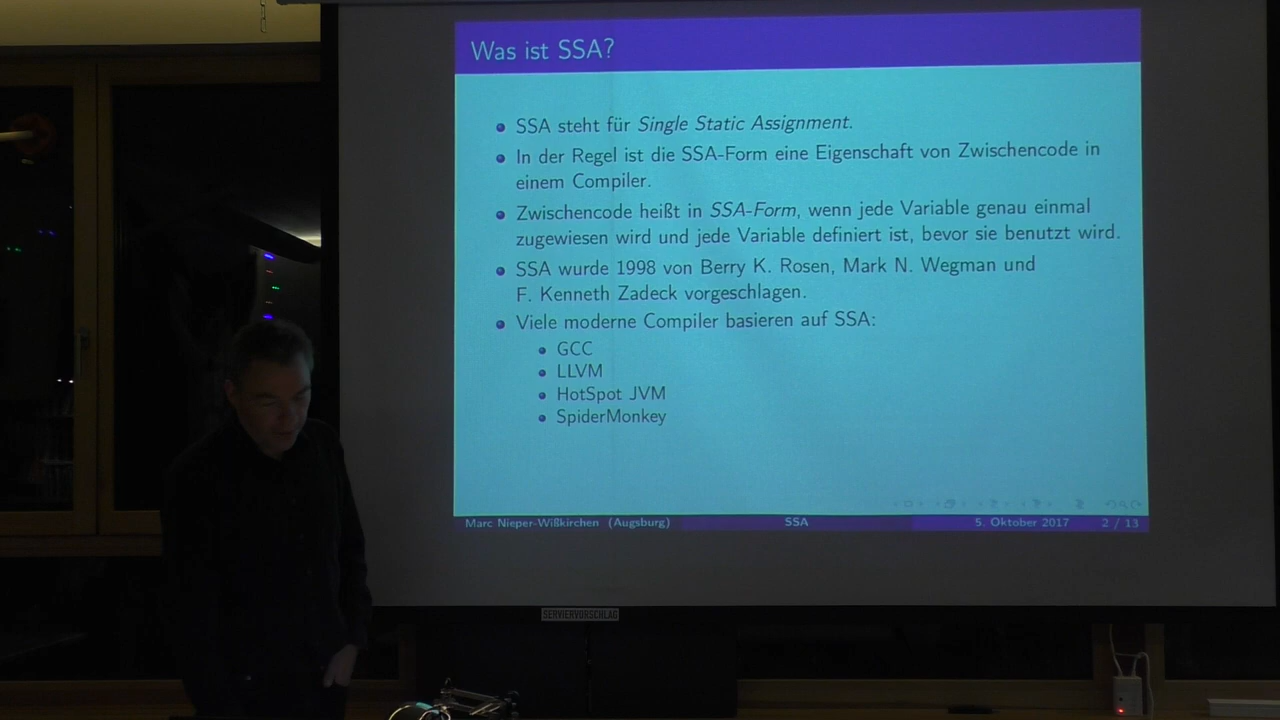 Was ist SSA?
SSA steht für Single Static Assignment.
In der Regel ist die SSA-Form eine Eigenschaft von Zwischencode in
einem Compiler.
Zwischencode heißt in SSA-Form, wenn jede Variable genau einmal
zugewiesen wird und jede Variable definiert ist, bevor sie benutzt wird.
SSA wurde 1998 von Berry K. Rosen, Mark N. Wegman und
F. Kenneth Zadeck vorgeschlagen.
Viele moderne Compiler basieren auf SSA:
GCC
LLVM
HotSpot JVM
SpiderMonkey
Marc Nieper-Wißkirchen (Augsburg) SSA 5. Oktober 2017 2 / 13
SERVIERVORSCHLAG